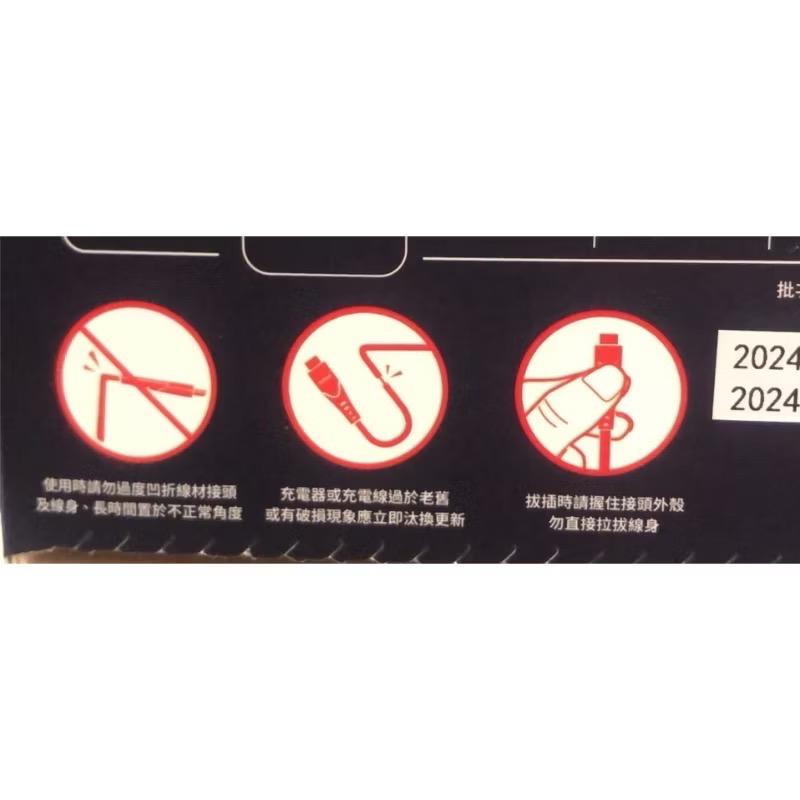 批
2024
2024
使用時請勿過度凹折線材接頭
及線身、長時間置於不正常角度
充電器或充電線過於老舊
或有破損現象應立即汰換更新
拔插時請握住接頭外殼
勿直接拉拔線身